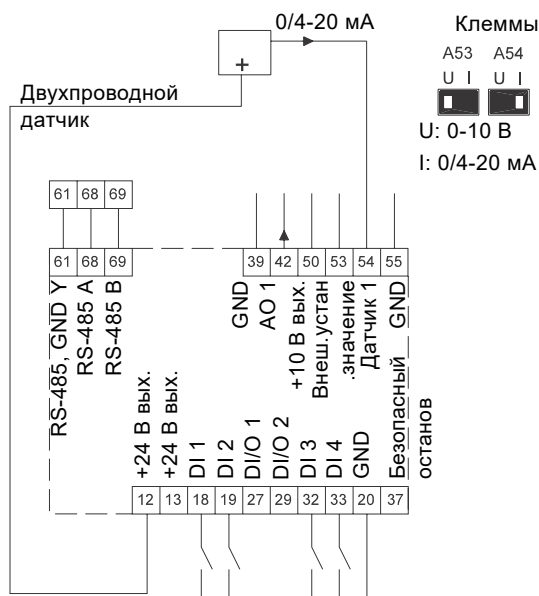 0/4-20 мА
Клеммы
A53 A54
U I U I
U: 0-10 В
I: 0/4-20 мА
+
Двухпроводной
датчик
61 68 69
61 68 69
39 42 50 53 54 55
RS-485, GND Y
RS-485 A
RS-485 B
GND
AO 1
+10 В вых.
Внеш.устан
.значение
Датчик 1
GND
+24 В вых.
+24 В вых.
DI 1
DI 2
DI/O 1
DI/O 2
DI 3
DI 4
GND
Безопасный
останов
12 13 18 19 27 29 32 33 20 37